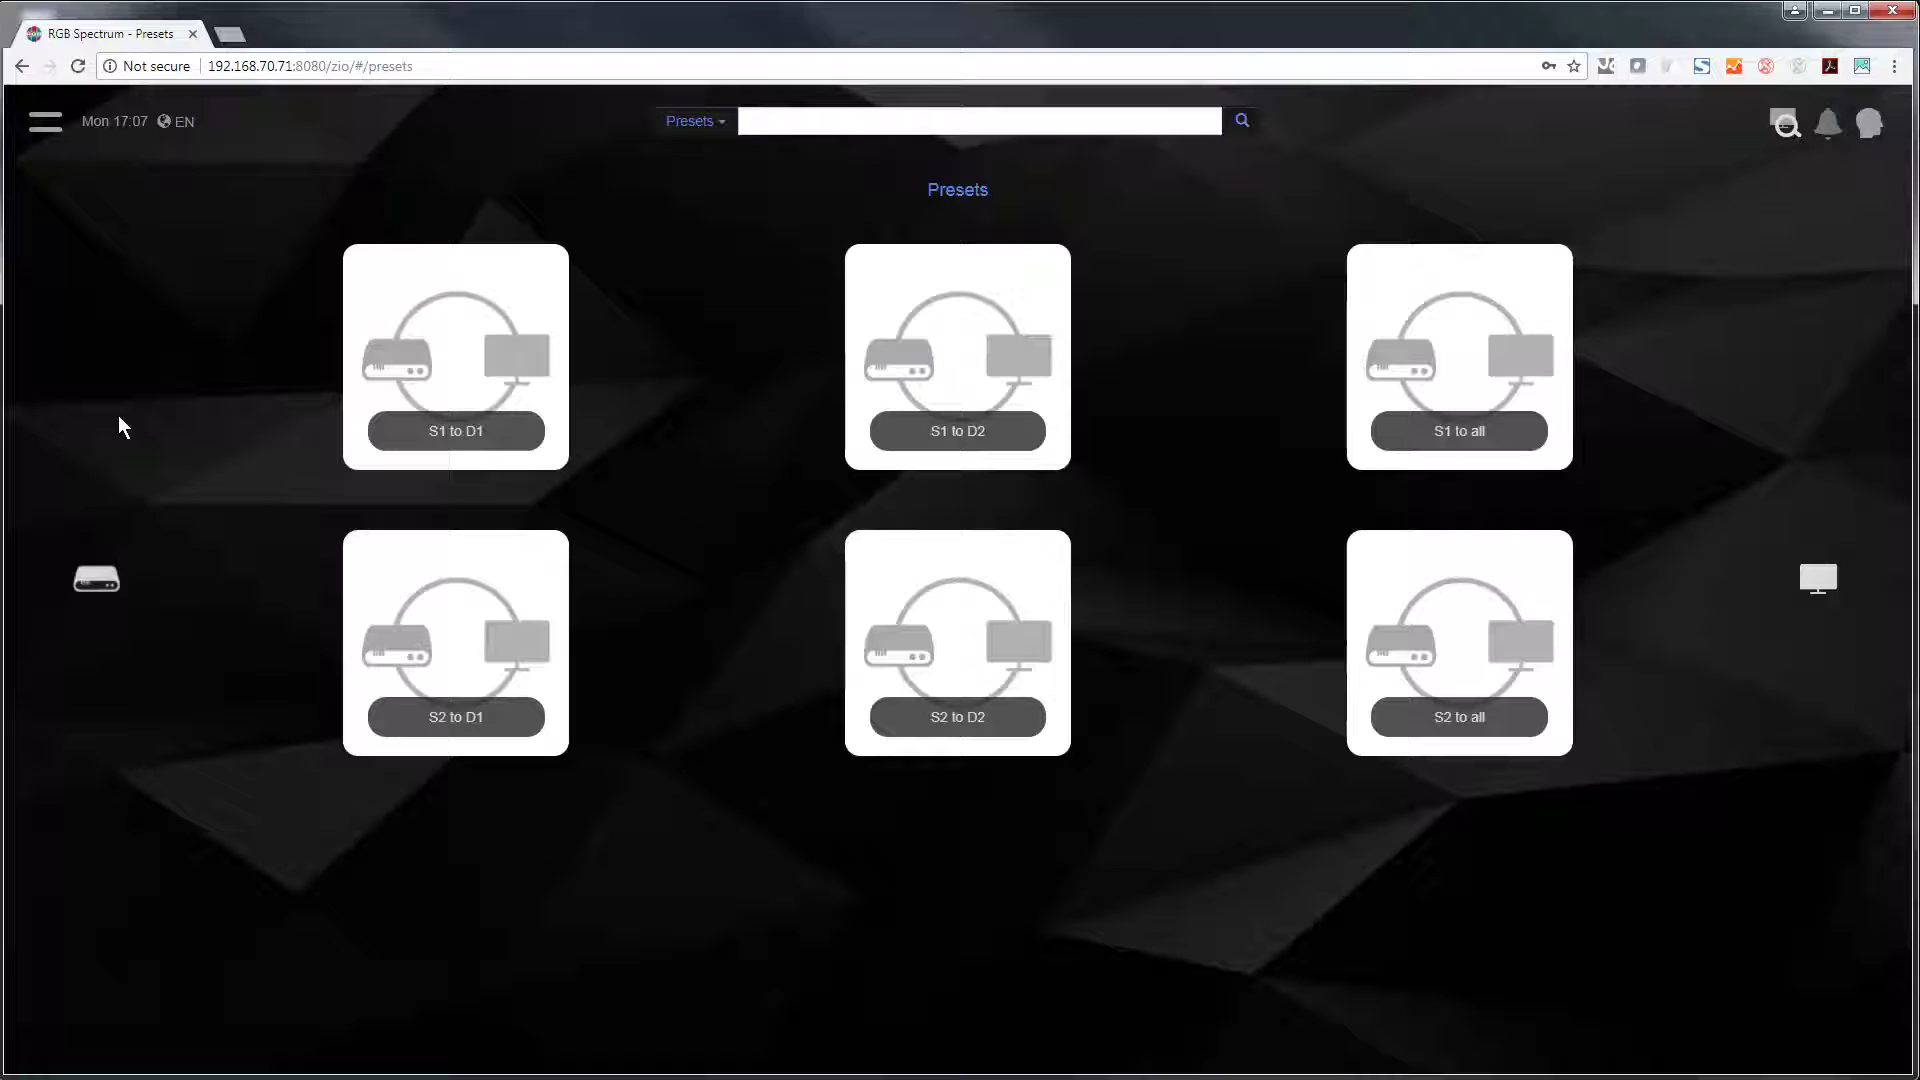 RGB Spectrum - Presets
Not secure
192.168.70.71:8080/zio/#/presets
Mon 17:07 EN
Presets
Presets
S1 to D1
S1 to D2
S1 to all
S2 to D1
S2 to D2
S2 to all